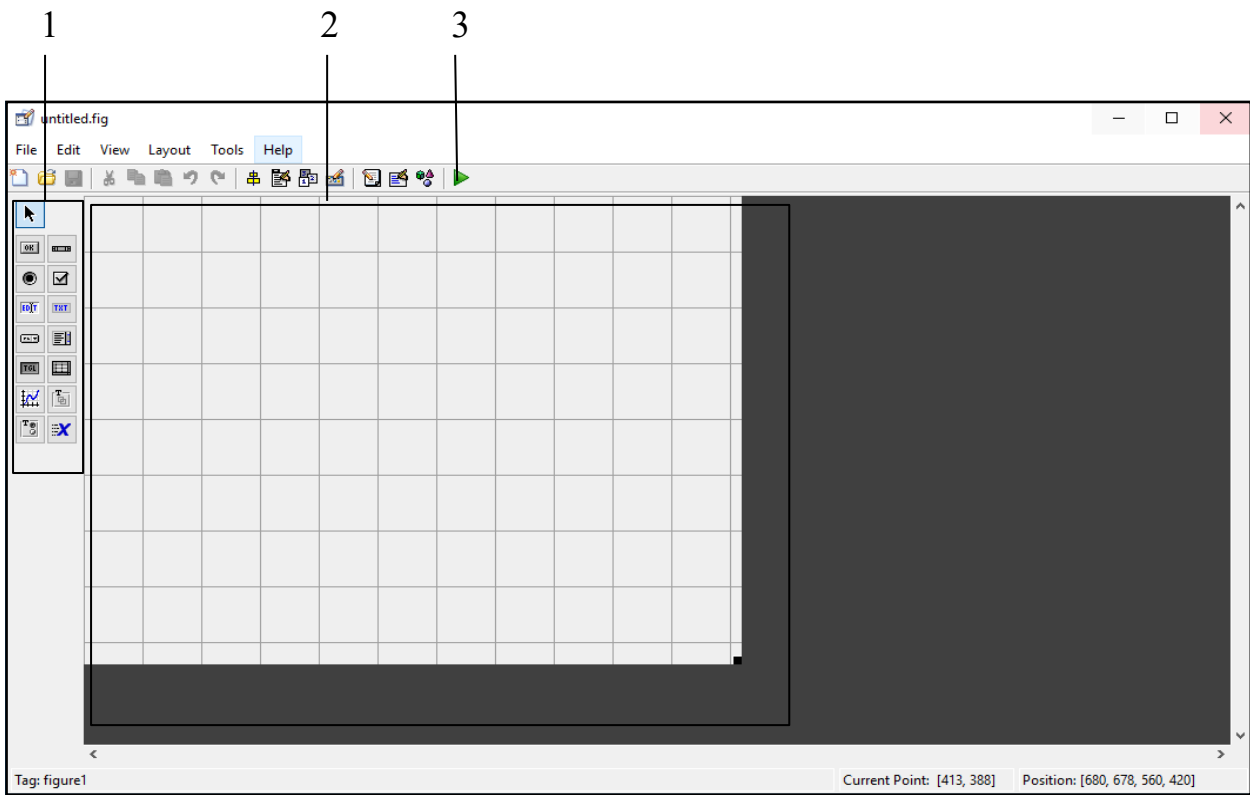 1 2 3
untitled.fig
File Edit View Layout Tools Help
OK
EDIT TXT
TGL
T
T X
Tag: figure1 Current Point: [413, 388] Position: [680, 678, 560, 420]